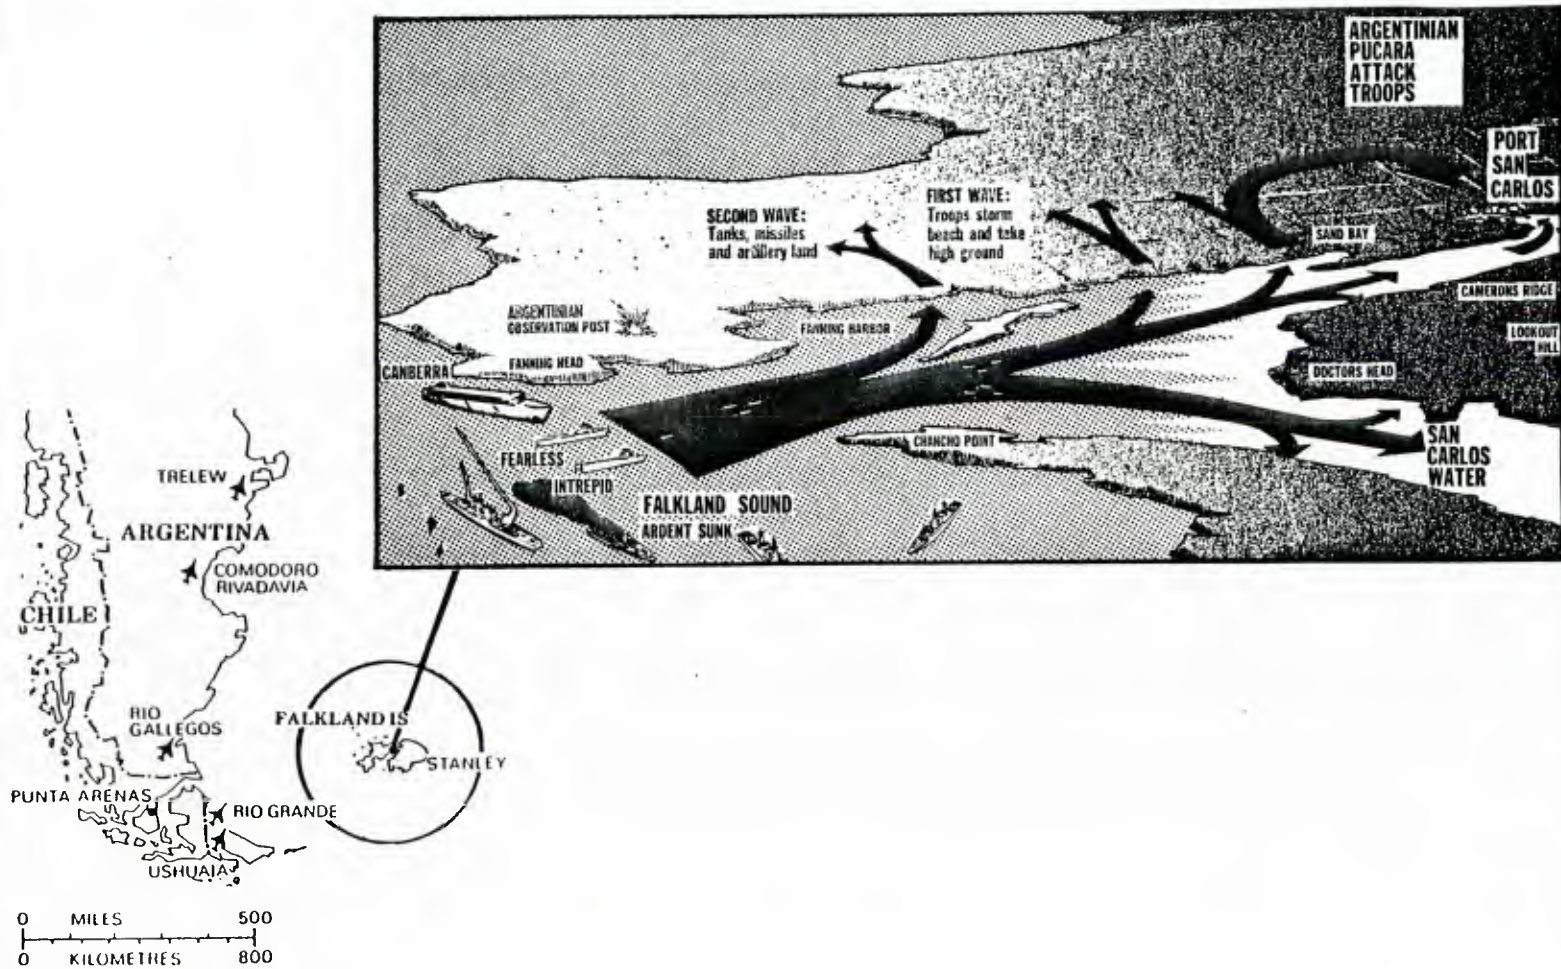 ARGENTINIAN
PUCARA
ATTACK
TROOPS
PORT
SAN
CARLOS
FIRST WAVE:
Troops storm
beach and take
high ground
SECOND WAVE:
Tanks, missiles
and artillery land
SAND BAY
CAMERONS RIDGE
ARGENTINIAN
OBSERVATION POST
FANNING HARBOR
LOOKOUT
HILL
FANNING HEAD
CANBERRA
DOCTORS HEAD
CHANCHO POINT
SAN
CARLOS
WATER
FEARLESS
INTREPID
FALKLAND SOUND
ARDENT SUNK
TRELEW
ARGENTINA
COMODORO
RIVADAVIA
CHILE
RIO
GALLEGOS
FALKLAND IS
STANLEY
PUNTA ARENAS
RIO GRANDE
USHUAIA
0 MILES 500
0 KILOMETRES 800